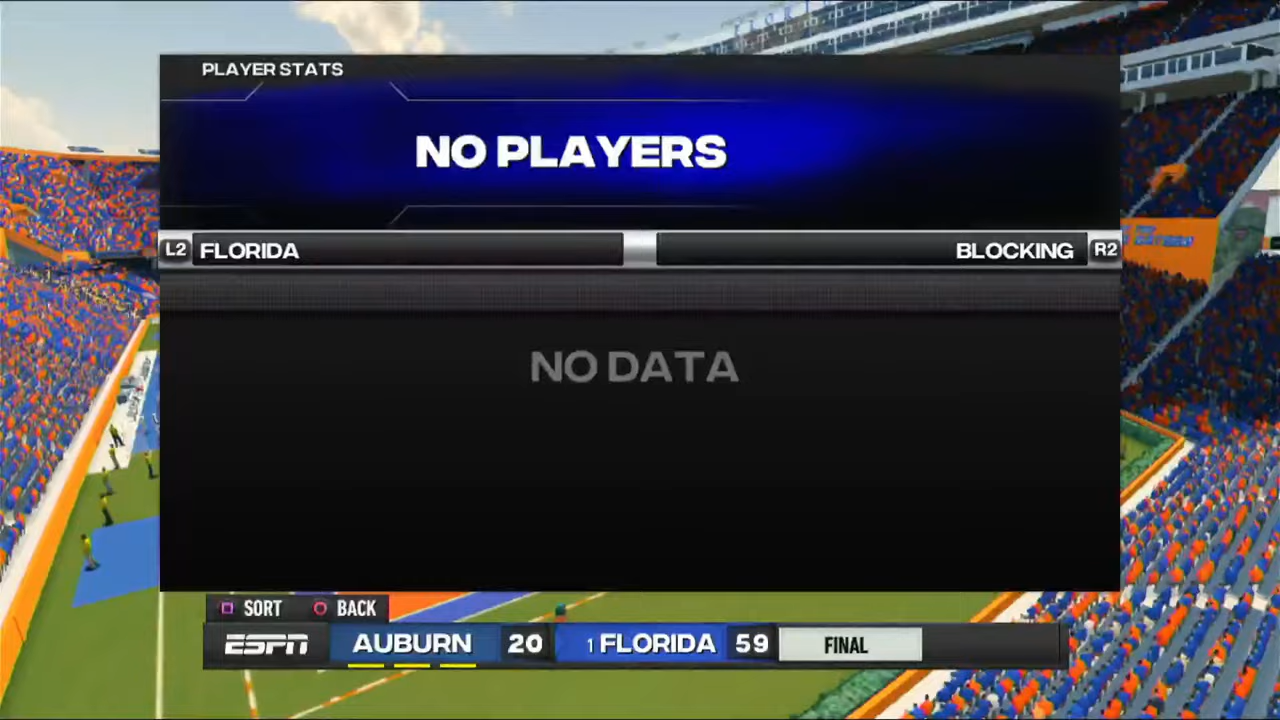 PLAYER STATS
NO PLAYERS
L2 FLORIDA BLOCKING R2
NO DATA
SORT BACK
ESPN AUBURN 20 1 FLORIDA 59 FINAL